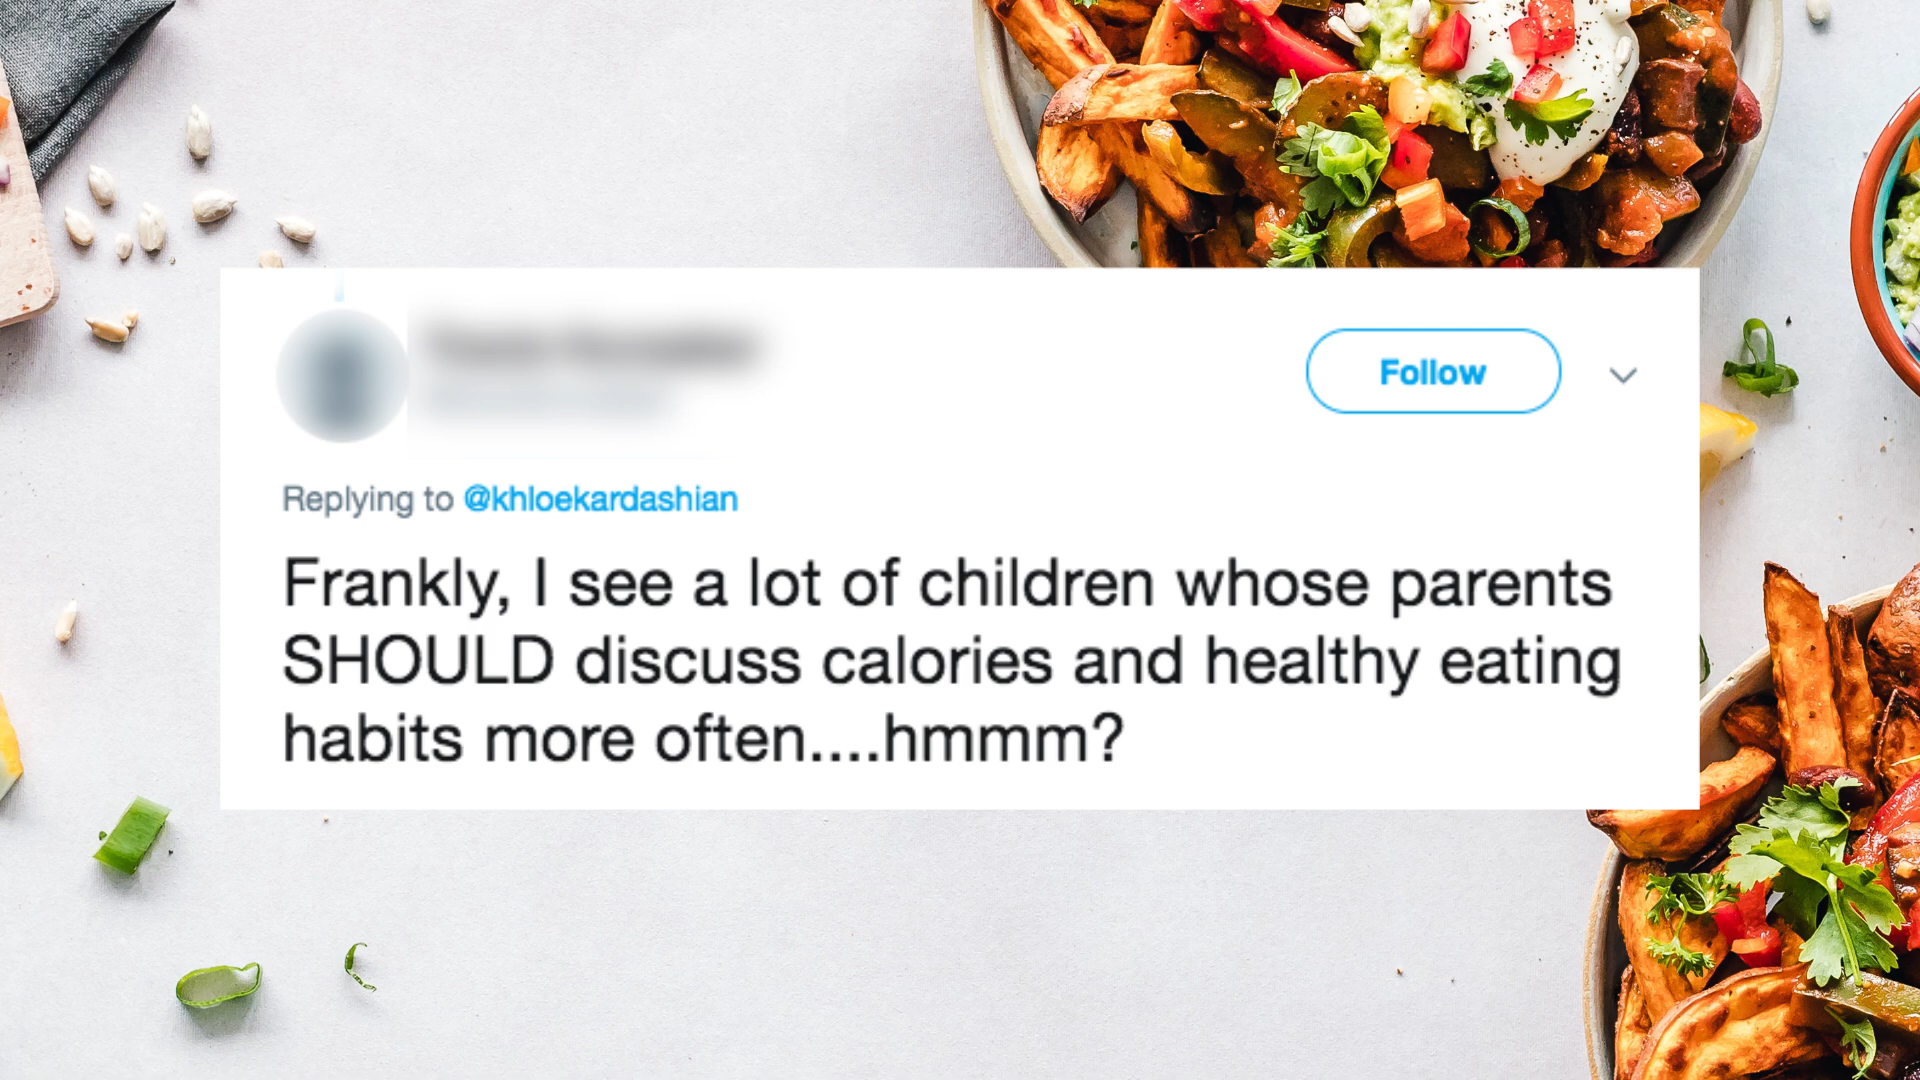 Follow
Replying to @khloekardashian
Frankly, I see a lot of children whose parents
SHOULD discuss calories and healthy eating
habits more often....hmmm?